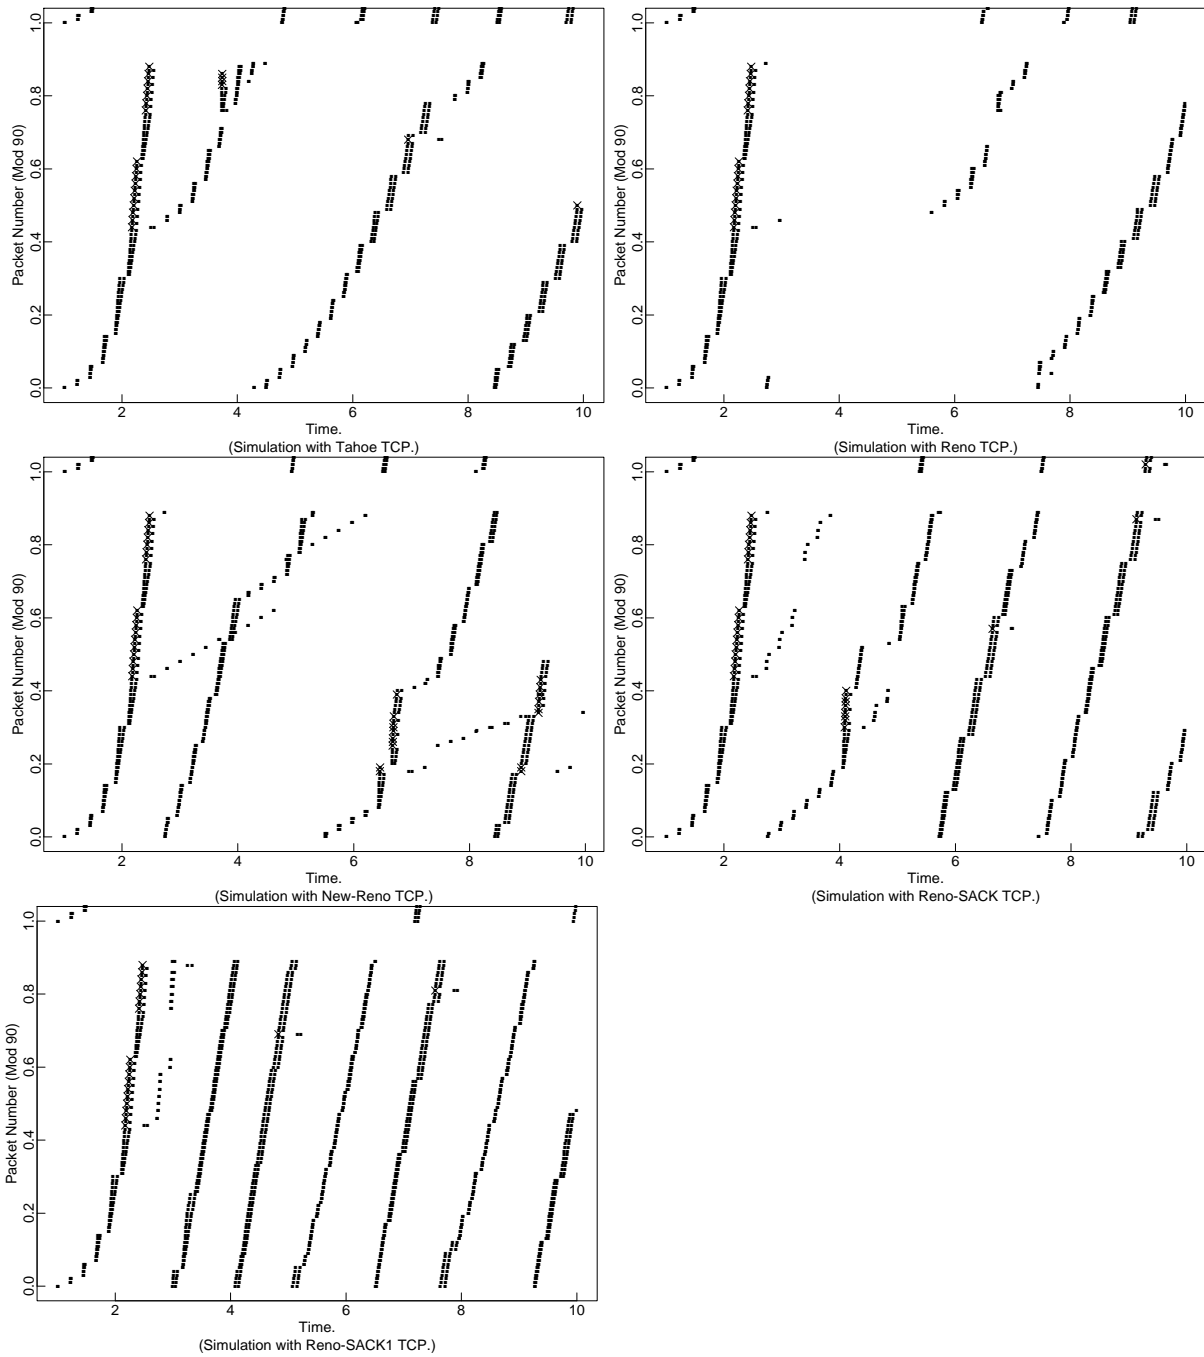 Packet Number (Mod 90)
0.0 0.2 0.4 0.6 0.8 1.0
2 4 6 8 10
Time.
(Simulation with Tahoe TCP.)
Packet Number (Mod 90)
0.0 0.2 0.4 0.6 0.8 1.0
2 4 6 8 10
Time.
(Simulation with Reno TCP.)
Packet Number (Mod 90)
0.0 0.2 0.4 0.6 0.8 1.0
2 4 6 8 10
Time.
(Simulation with New-Reno TCP.)
Packet Number (Mod 90)
0.0 0.2 0.4 0.6 0.8 1.0
2 4 6 8 10
Time.
(Simulation with Reno-SACK TCP.)
Packet Number (Mod 90)
0.0 0.2 0.4 0.6 0.8 1.0
2 4 6 8 10
Time.
(Simulation with Reno-SACK1 TCP.)